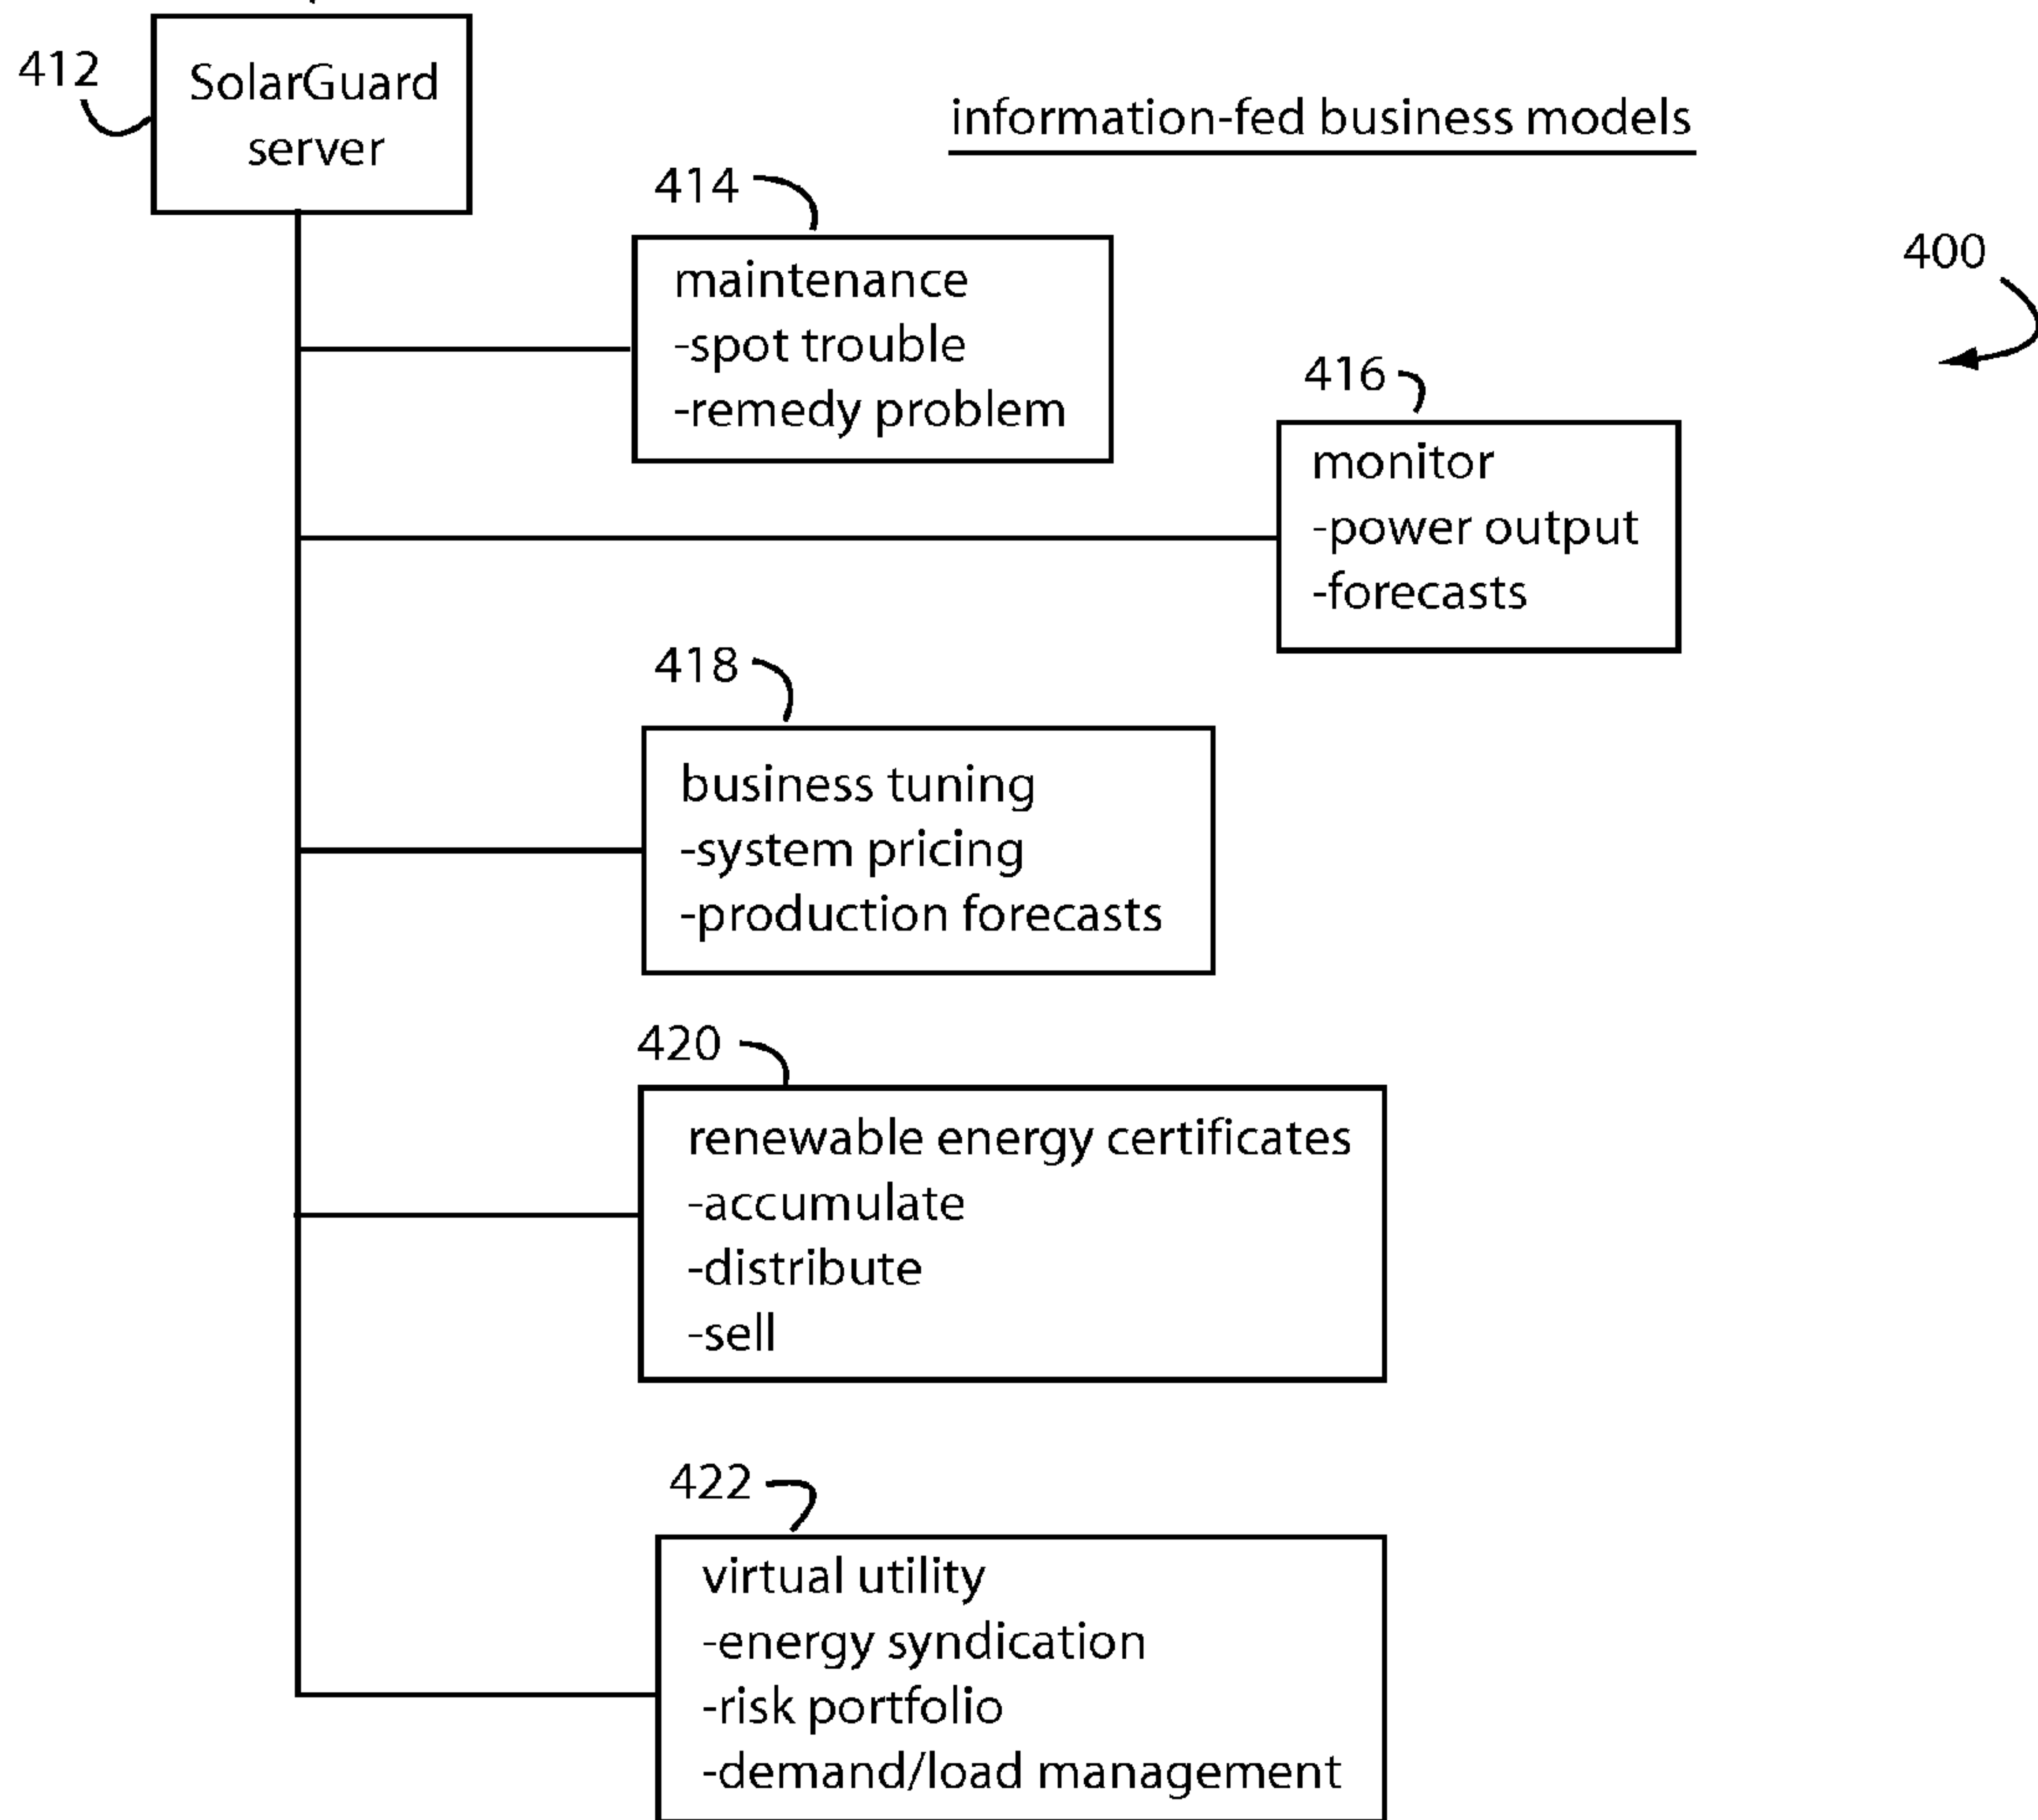 412
SolarGuard
server
information-fed business models
414
maintenance
-spot trouble
-remedy problem
400
416
monitor
-power output
-forecasts
418
business tuning
-system pricing
-production forecasts
420
renewable energy certificates
-accumulate
-distribute
-sell
422
virtual utility
-energy syndication
-risk portfolio
-demand/load management